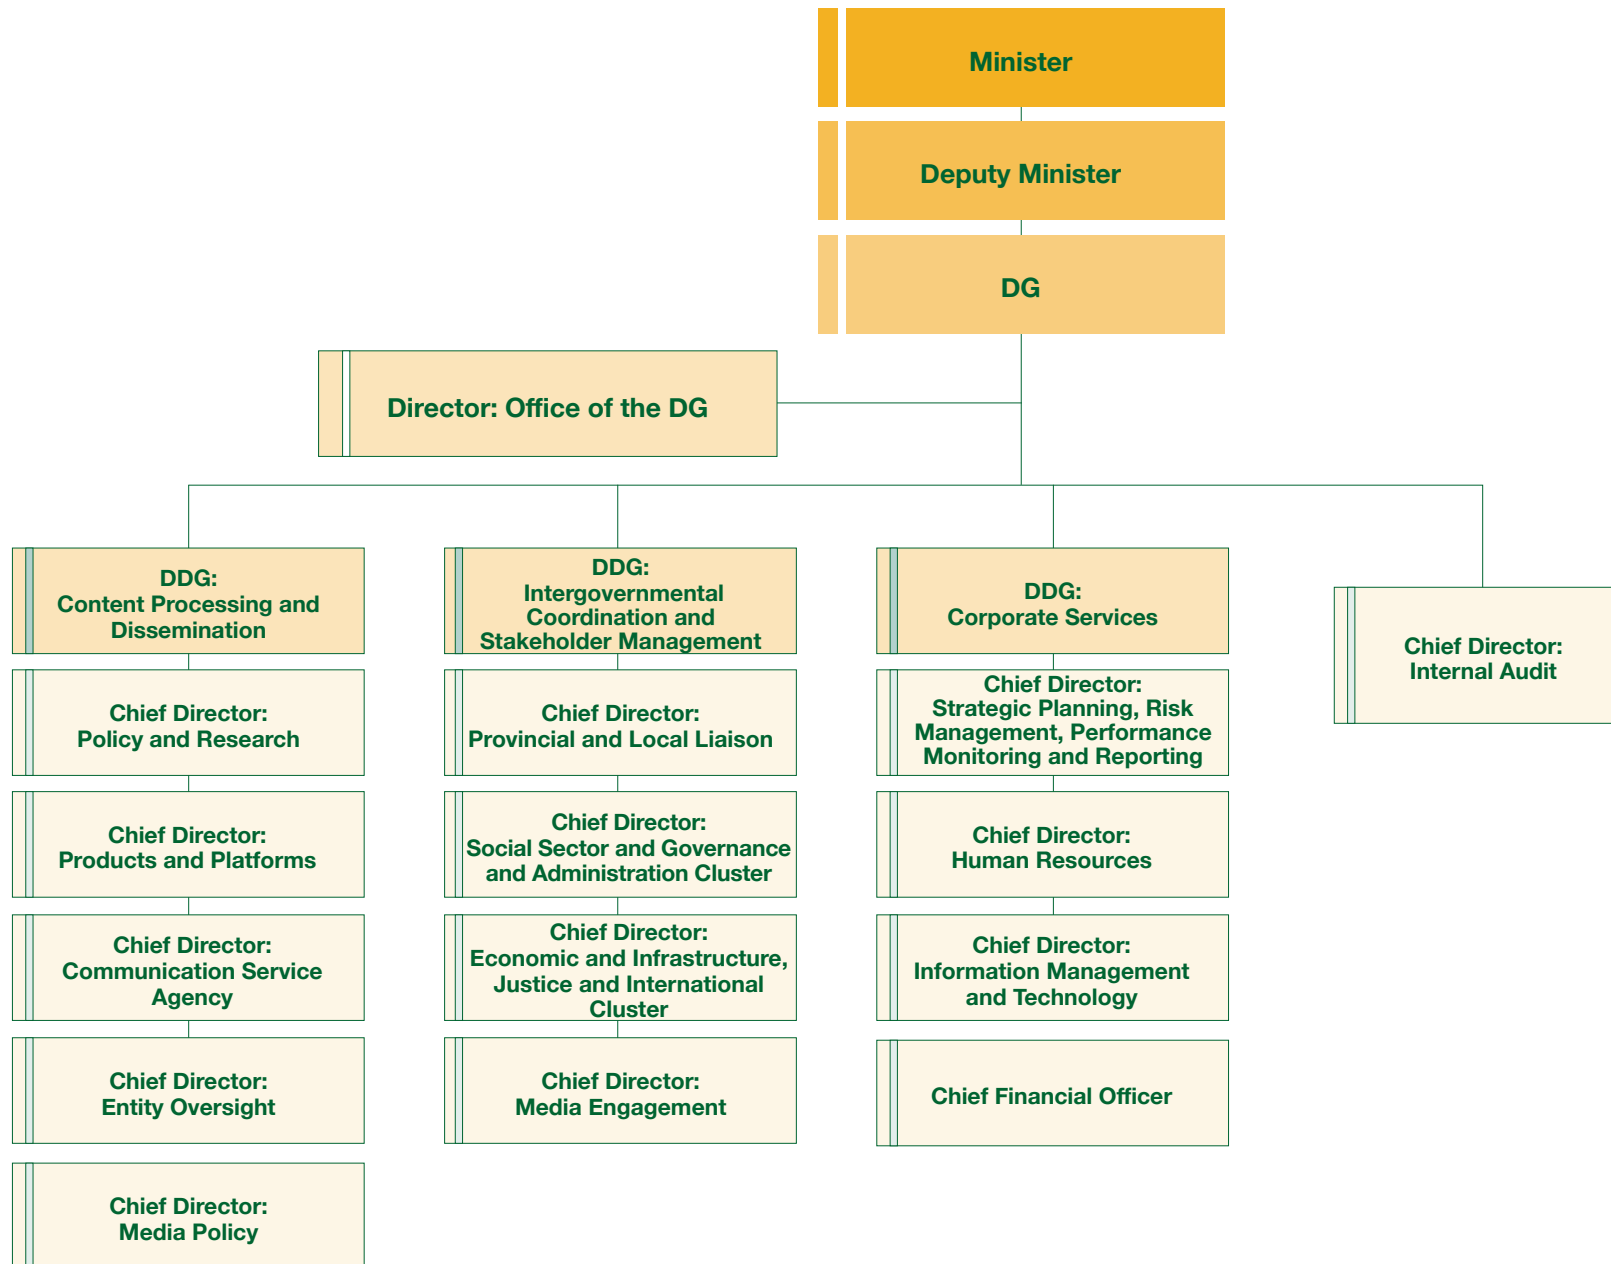 Minister
Deputy Minister
DG
Director: Office of the DG
DDG:
Content Processing and
Dissemination
Chief Director:
Policy and Research
Chief Director:
Products and Platforms
Chief Director:
Communication Service
Agency
Chief Director:
Entity Oversight
Chief Director:
Media Policy
DDG:
Intergovernmental
Coordination and
Stakeholder Management
Chief Director:
Provincial and Local Liaison
Chief Director:
Social Sector and Governance
and Administration Cluster
Chief Director:
Economic and Infrastructure,
Justice and International
Cluster
Chief Director:
Media Engagement
DDG:
Corporate Services
Chief Director:
Strategic Planning, Risk
Management, Performance
Monitoring and Reporting
Chief Director:
Human Resources
Chief Director:
Information Management
and Technology
Chief Financial Officer
Chief Director:
Internal Audit